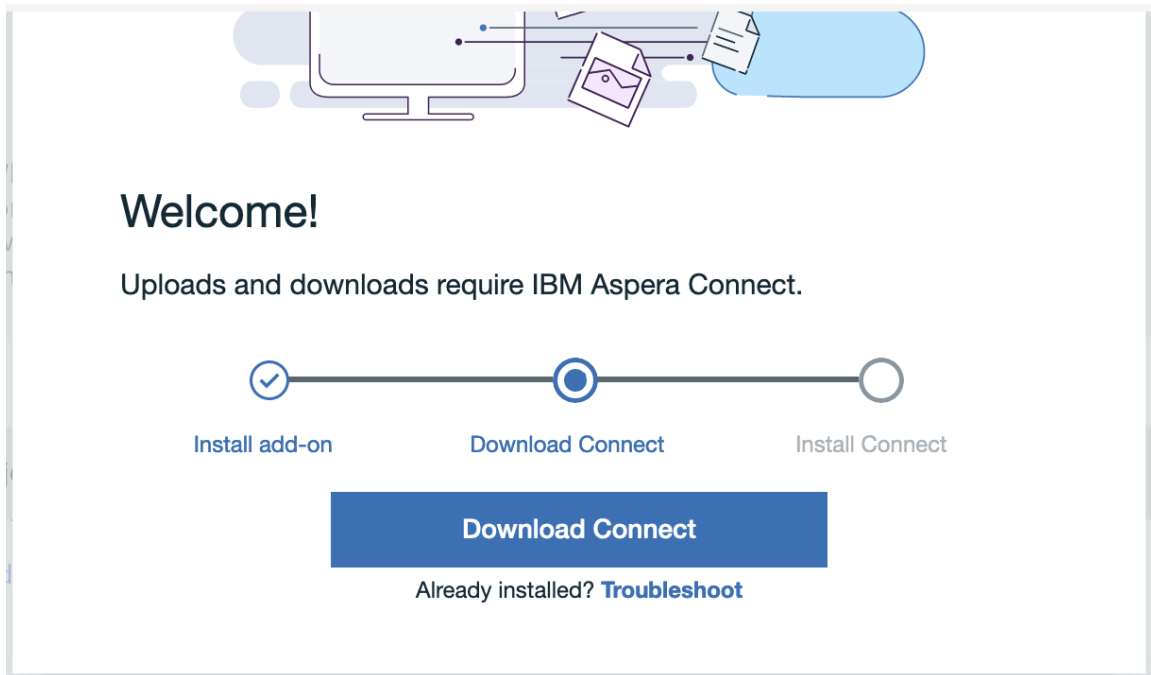 Welcome!
Uploads and downloads require IBM Aspera Connect.
Install add-on
Download Connect
Install Connect
Download Connect
Already installed? Troubleshoot